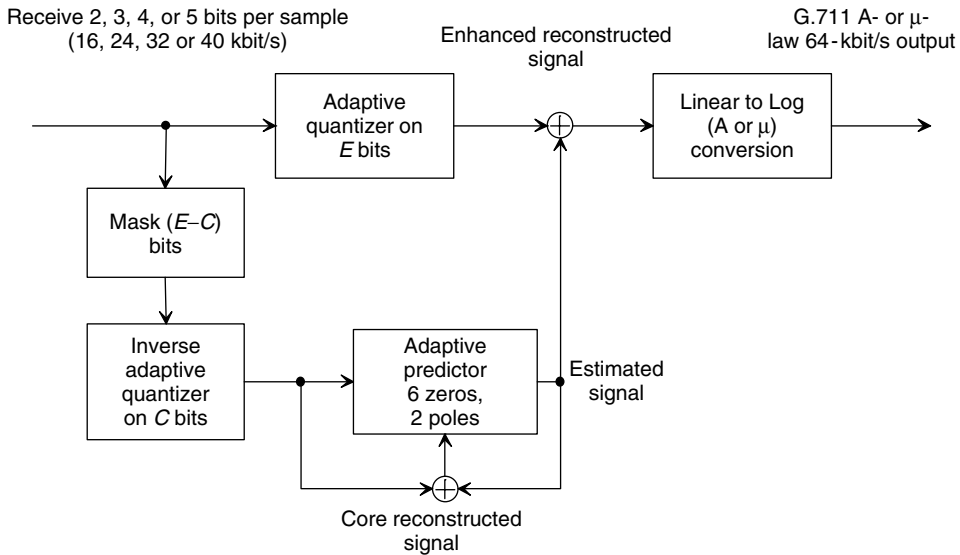 Receive 2, 3, 4, or 5 bits per sample
(16, 24, 32 or 40 kbit/s)
Enhanced reconstructed
signal
G.711 A- or μ-
law 64-kbit/s output
Adaptive
quantizer on
E bits
Linear to Log
(A or μ)
conversion
Mask (E–C)
bits
Inverse
adaptive
quantizer
on C bits
Adaptive
predictor
6 zeros,
2 poles
Estimated
signal
Core reconstructed
signal